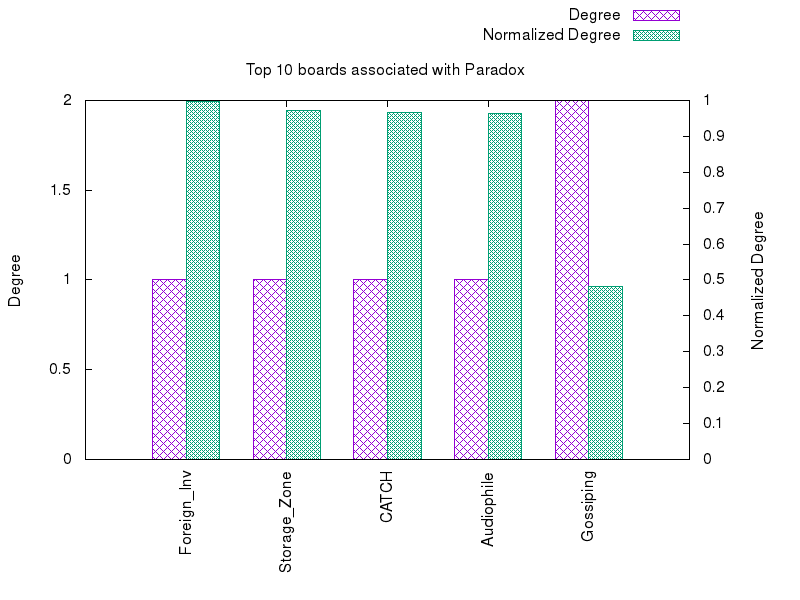 Degree
Normalized Degree
Top 10 boards associated with Paradox
2
1.5
1
0.5
0
1
0.9
0.8
0.7
0.6
0.5
0.4
0.3
0.2
0.1
0
Degree
Normalized Degree
Foreign_Inv
Storage_Zone
CATCH
Audiophile
Gossiping